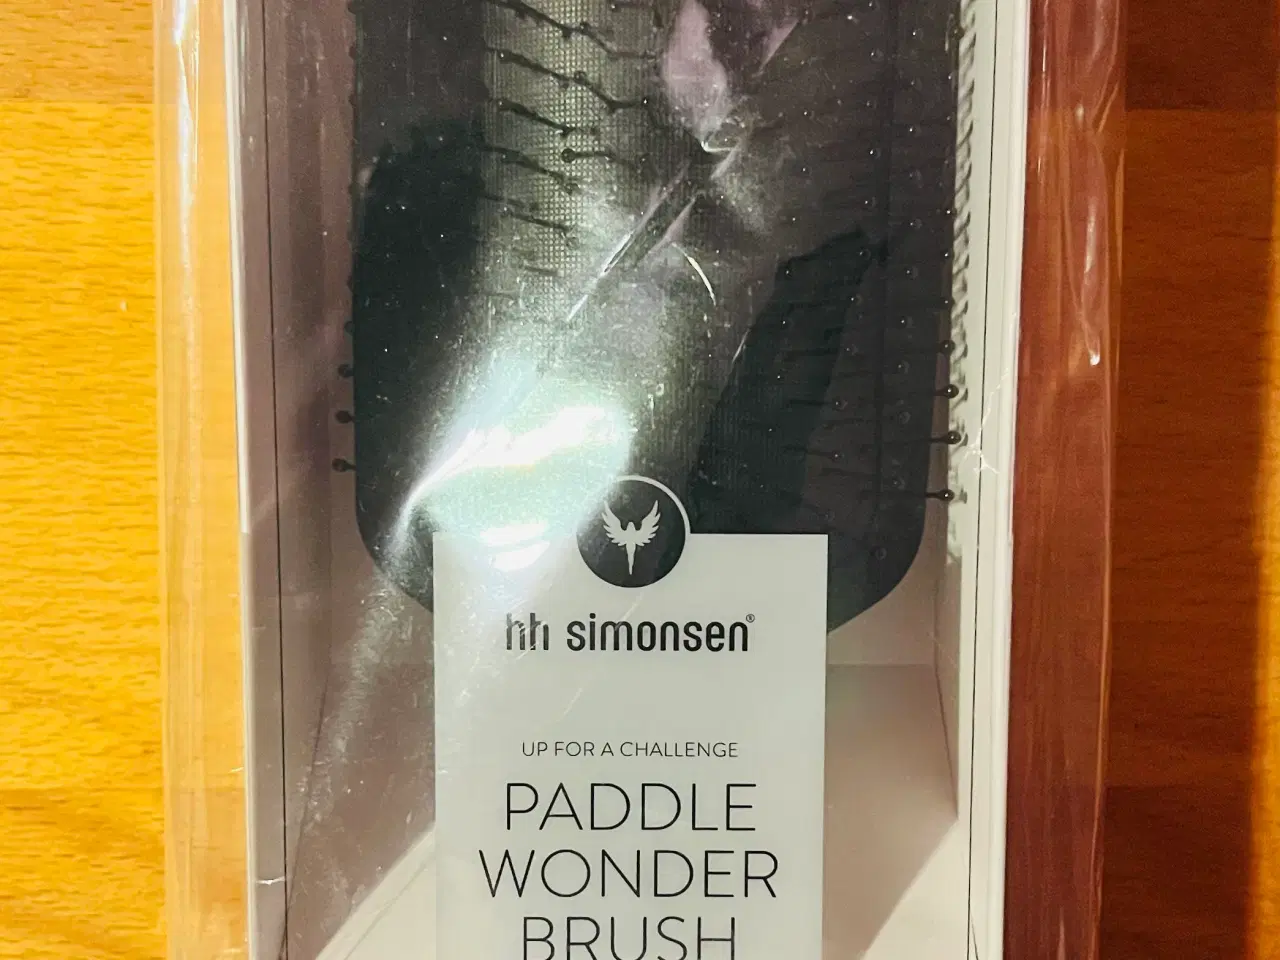 hh simonsen®
UP FOR A CHALLENGE
PADDLE
WONDER
BRUSH